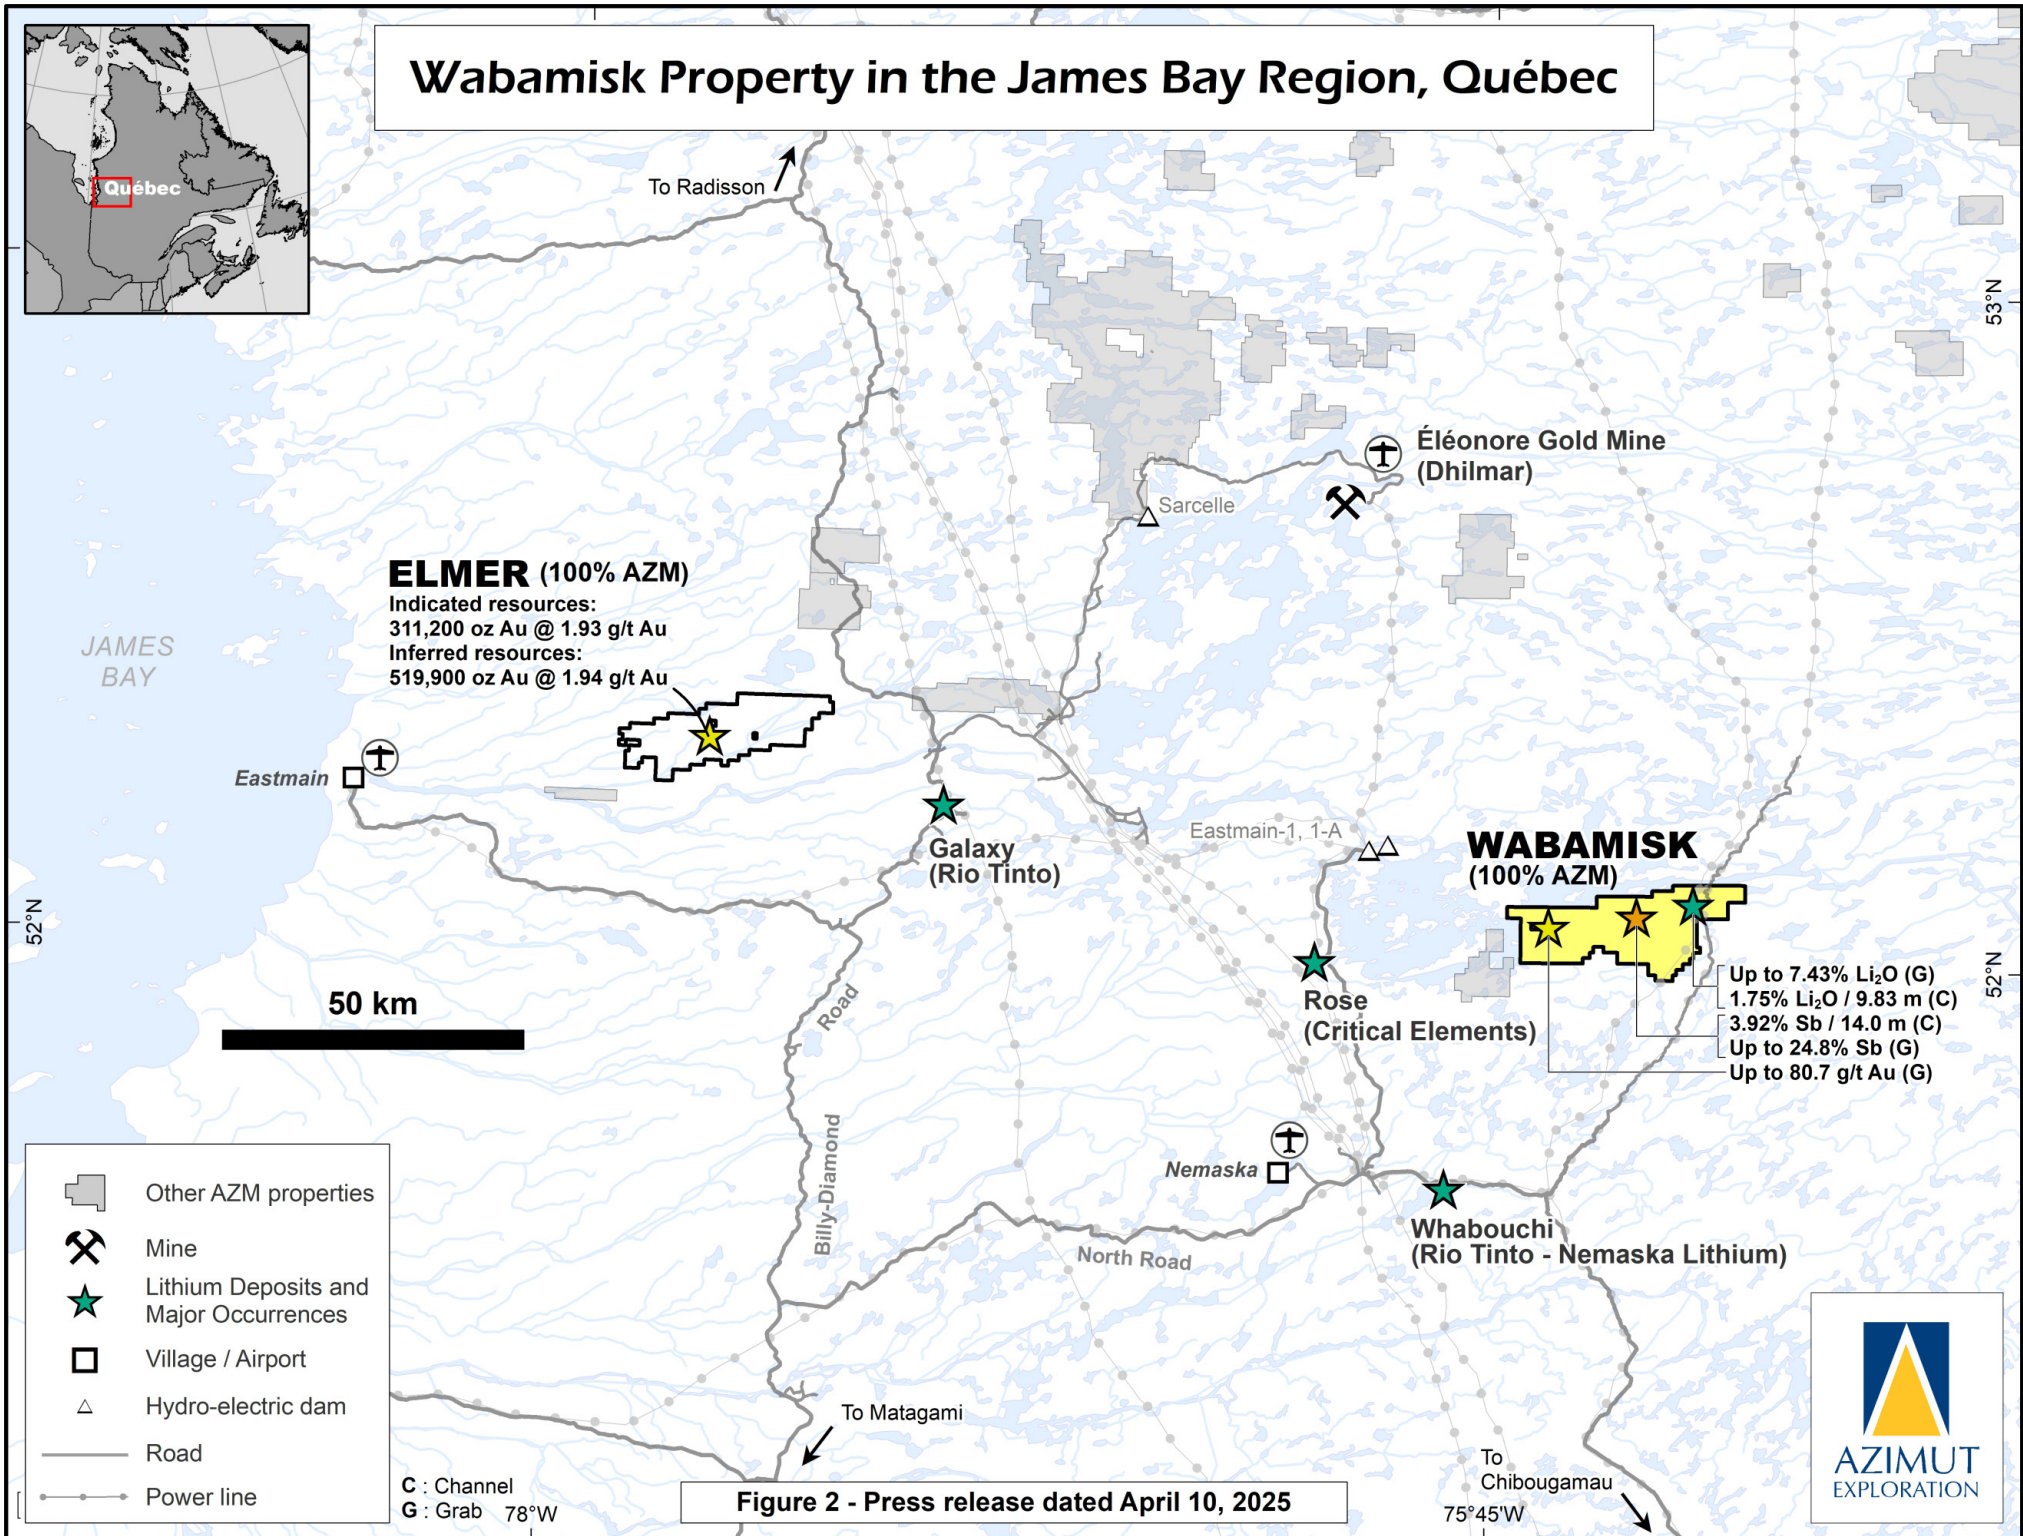 Wabamisk Property in the James Bay Region, Québec
Québec
To Radisson
53°N
Éléonore Gold Mine
(Dhilmar)
Sarcelle
ELMER (100% AZM)
Indicated resources:
311,200 oz Au @ 1.93 g/t Au
Inferred resources:
519,900 oz Au @ 1.94 g/t Au
JAMES
BAY
Eastmain
Galaxy
(Rio Tinto)
Eastmain-1, 1-A
WABAMISK
(100% AZM)
52°N
52°N
Up to 7.43% Li₂O (G)
1.75% Li₂O / 9.83 m (C)
3.92% Sb / 14.0 m (C)
Up to 24.8% Sb (G)
Up to 80.7 g/t Au (G)
Rose
(Critical Elements)
50 km
Road
Billy-Diamond
Nemaska
Whabouchi
(Rio Tinto - Nemaska Lithium)
North Road
Other AZM properties
Mine
Lithium Deposits and
Major Occurrences
Village / Airport
Hydro-electric dam
Road
Power line
To Matagami
To
Chibougamau
C : Channel
G : Grab
78°W
Figure 2 - Press release dated April 10, 2025
75°45'W
AZIMUT
EXPLORATION